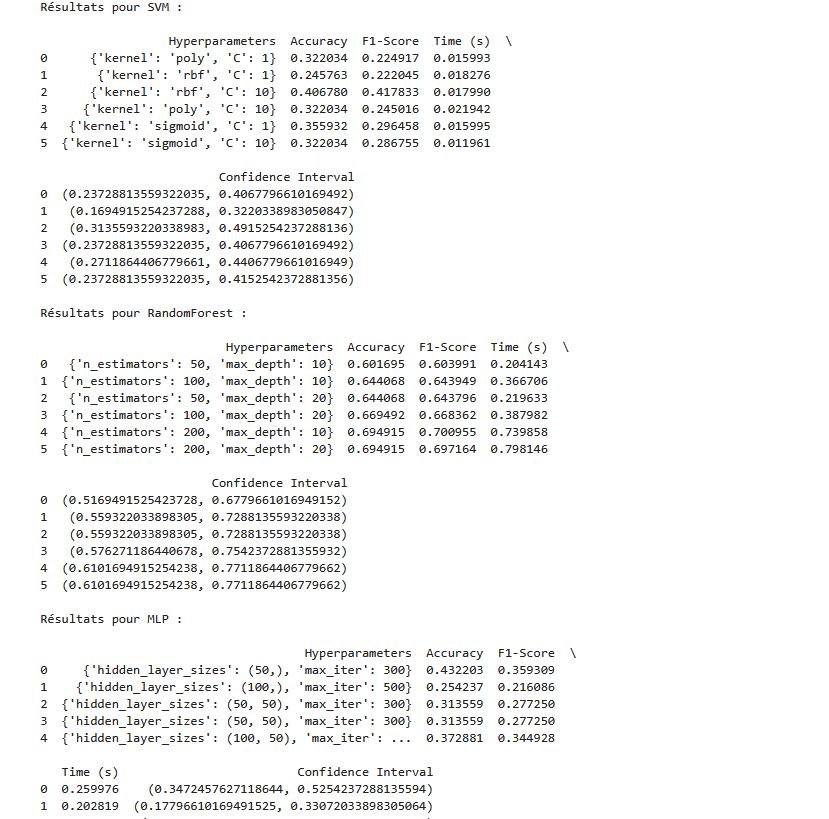 Résultats pour SVM :
Hyperparameters  Accuracy  F1-Score  Time (s)  \
0      {'kernel': 'poly', 'C': 1}  0.322034  0.224917  0.015993
1       {'kernel': 'rbf', 'C': 1}  0.245763  0.222045  0.018276
2      {'kernel': 'rbf', 'C': 10}  0.406780  0.417833  0.017990
3     {'kernel': 'poly', 'C': 10}  0.322034  0.245016  0.021942
4   {'kernel': 'sigmoid', 'C': 1}  0.355932  0.296458  0.015995
5  {'kernel': 'sigmoid', 'C': 10}  0.322034  0.286755  0.011961
Confidence Interval
0  (0.23728813559322035, 0.4067796610169492)
1   (0.1694915254237288, 0.3220338983050847)
2   (0.3135593220338983, 0.4915254237288136)
3  (0.23728813559322035, 0.4067796610169492)
4   (0.2711864406779661, 0.4406779661016949)
5  (0.23728813559322035, 0.4152542372881356)
Résultats pour RandomForest :
Hyperparameters  Accuracy  F1-Score  Time (s)  \
0   {'n_estimators': 50, 'max_depth': 10}  0.601695  0.603991  0.204143
1  {'n_estimators': 100, 'max_depth': 10}  0.644068  0.643949  0.366706
2   {'n_estimators': 50, 'max_depth': 20}  0.644068  0.643796  0.219633
3  {'n_estimators': 100, 'max_depth': 20}  0.669492  0.668362  0.387982
4  {'n_estimators': 200, 'max_depth': 10}  0.694915  0.700955  0.739858
5  {'n_estimators': 200, 'max_depth': 20}  0.694915  0.697164  0.798146
Confidence Interval
0  (0.5169491525423728, 0.6779661016949152)
1   (0.559322033898305, 0.7288135593220338)
2   (0.559322033898305, 0.7288135593220338)
3   (0.576271186440678, 0.7542372881355932)
4  (0.6101694915254238, 0.7711864406779662)
5  (0.6101694915254238, 0.7711864406779662)
Résultats pour MLP :
Hyperparameters  Accuracy  F1-Score  \
0     {'hidden_layer_sizes': (50,), 'max_iter': 300}  0.432203  0.359309
1    {'hidden_layer_sizes': (100,), 'max_iter': 500}  0.254237  0.216086
2  {'hidden_layer_sizes': (50, 50), 'max_iter': 300}  0.313559  0.277250
3  {'hidden_layer_sizes': (50, 50), 'max_iter': 300}  0.313559  0.277250
4  {'hidden_layer_sizes': (100, 50), 'max_iter': ...  0.372881  0.344928
Time (s)                         Confidence Interval
0  0.259976    (0.3472457627118644, 0.5254237288135594)
1  0.202819  (0.17796610169491525, 0.33072033898305064)